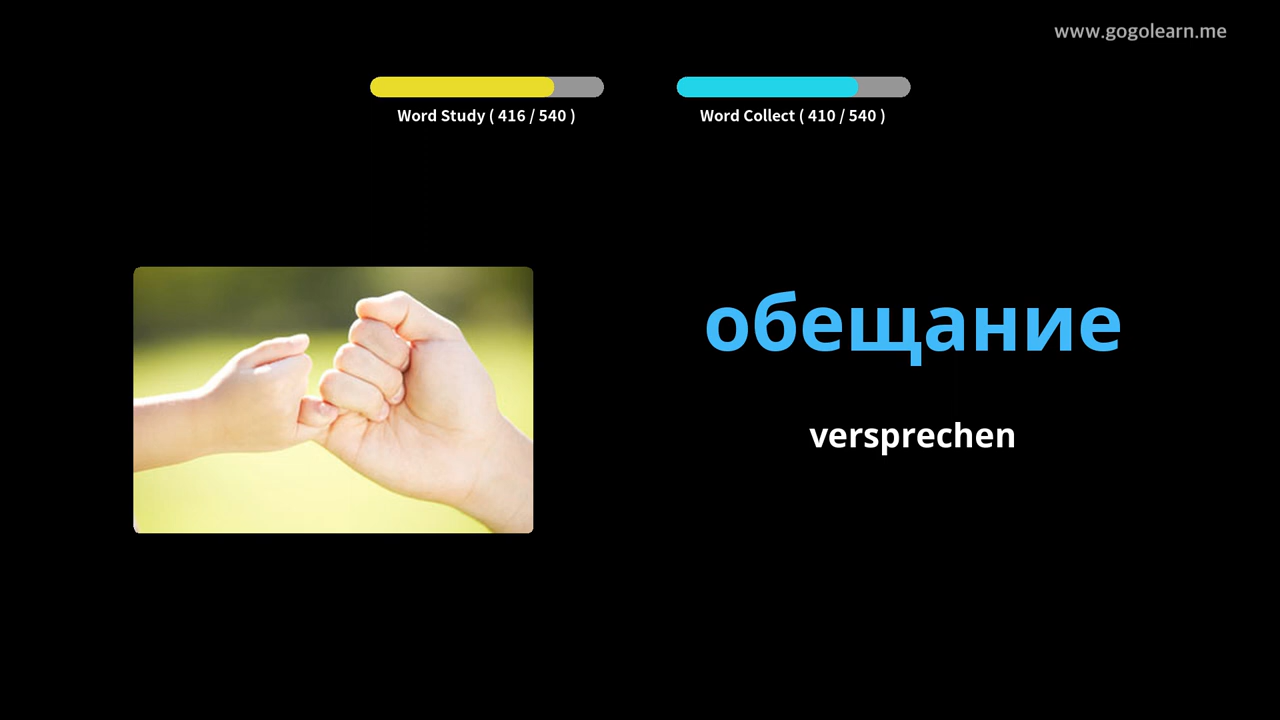 www.gogolearn.me
Word Study ( 416 / 540 )
Word Collect ( 410 / 540 )
обещание
versprechen